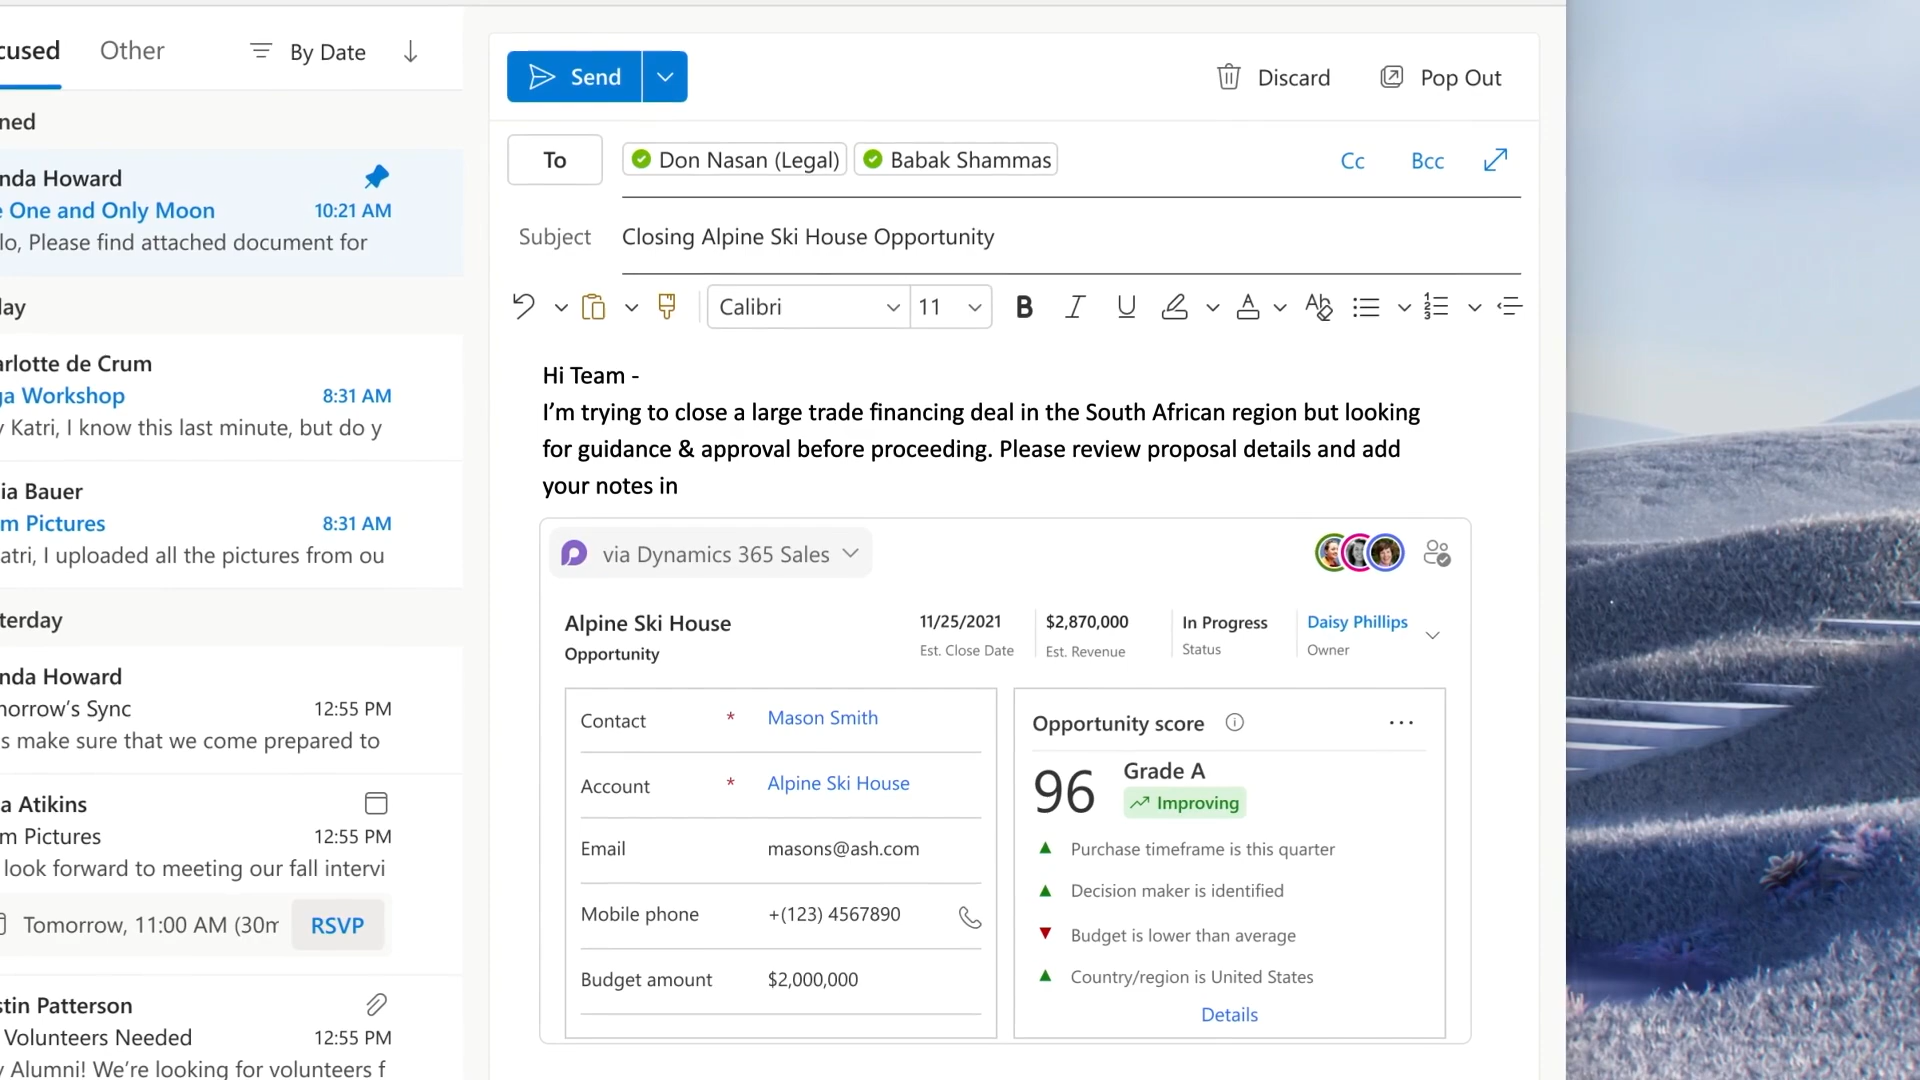 cused Other By Date
ned
nda Howard
e One and Only Moon 10:21 AM
lo, Please find attached document for
lay
arlotte de Crum
ga Workshop 8:31 AM
y Katri, I know this last minute, but do y
ia Bauer
m Pictures 8:31 AM
atri, I uploaded all the pictures from ou
terday
nda Howard
morrow's Sync 12:55 PM
s make sure that we come prepared to
a Atikins
m Pictures 12:55 PM
look forward to meeting our fall intervi
Tomorrow, 11:00 AM (30m RSVP
stin Patterson
Volunteers Needed 12:55 PM
y Alumni! We're looking for volunteers f
Send Discard Pop Out
To Don Nasan (Legal) Babak Shammas Cc Bcc
Subject Closing Alpine Ski House Opportunity
Calibri 11 B I U
Hi Team -
I’m trying to close a large trade financing deal in the South African region but looking
for guidance & approval before proceeding. Please review proposal details and add
your notes in
via Dynamics 365 Sales
Alpine Ski House
Opportunity
11/25/2021
Est. Close Date
$2,870,000
Est. Revenue
In Progress
Status
Daisy Phillips
Owner
Contact * Mason Smith
Account * Alpine Ski House
Email masons@ash.com
Mobile phone +(123) 4567890
Budget amount $2,000,000
Opportunity score
96 Grade A
Improving
Purchase timeframe is this quarter
Decision maker is identified
Budget is lower than average
Country/region is United States
Details